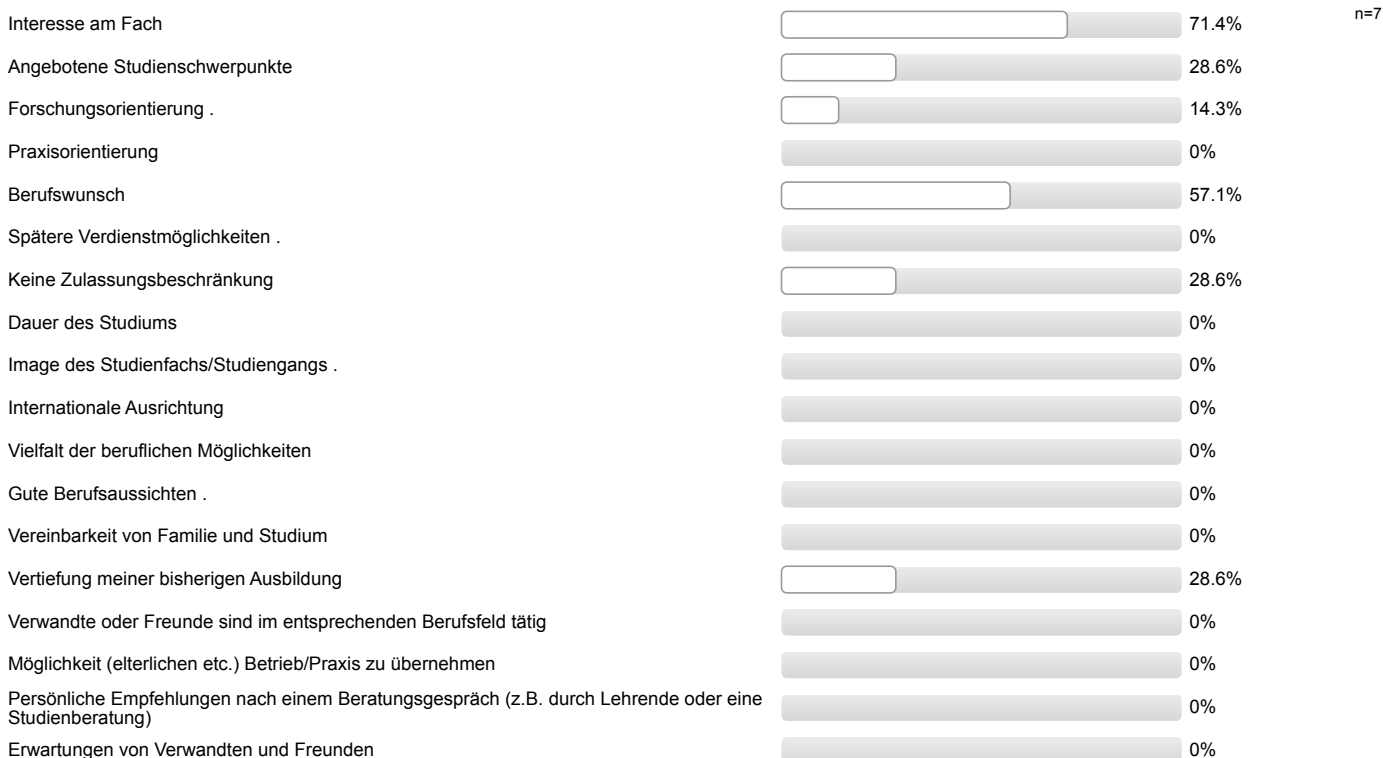 Interesse am Fach 71.4% n=7
Angebotene Studienschwerpunkte 28.6%
Forschungsorientierung . 14.3%
Praxisorientierung 0%
Berufswunsch 57.1%
Spätere Verdienstmöglichkeiten . 0%
Keine Zulassungsbeschränkung 28.6%
Dauer des Studiums 0%
Image des Studienfachs/Studiengangs . 0%
Internationale Ausrichtung 0%
Vielfalt der beruflichen Möglichkeiten 0%
Gute Berufsaussichten . 0%
Vereinbarkeit von Familie und Studium 0%
Vertiefung meiner bisherigen Ausbildung 28.6%
Verwandte oder Freunde sind im entsprechenden Berufsfeld tätig 0%
Möglichkeit (elterlichen etc.) Betrieb/Praxis zu übernehmen 0%
Persönliche Empfehlungen nach einem Beratungsgespräch (z.B. durch Lehrende oder eine
Studienberatung) 0%
Erwartungen von Verwandten und Freunden 0%